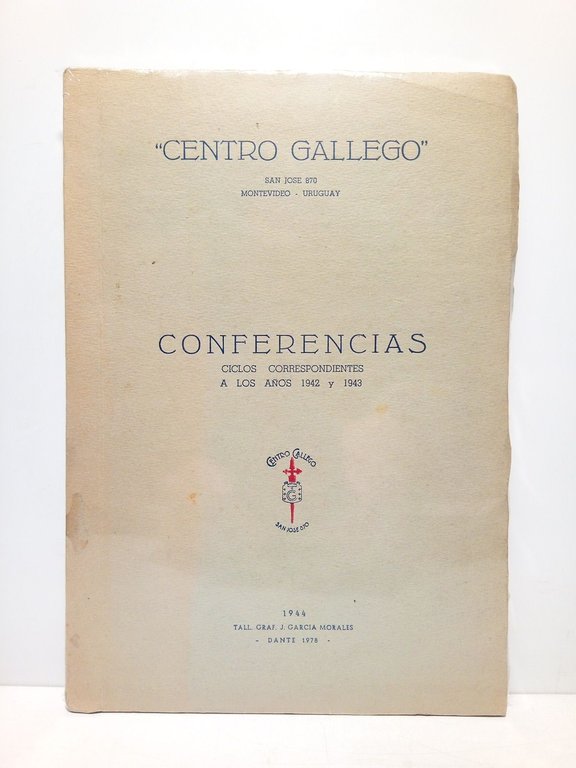 "CENTRO GALLEGO"
SAN JOSE 870
MONTEVIDEO - URUGUAY
CONFERENCIAS
CICLOS CORRESPONDIENTES
A LOS AÑOS 1942 y 1943
CENTRO GALLEGO
SAN JOSE 870
1944
TALL. GRAF. J. GARCIA MORALES
- DANTE 1978 -